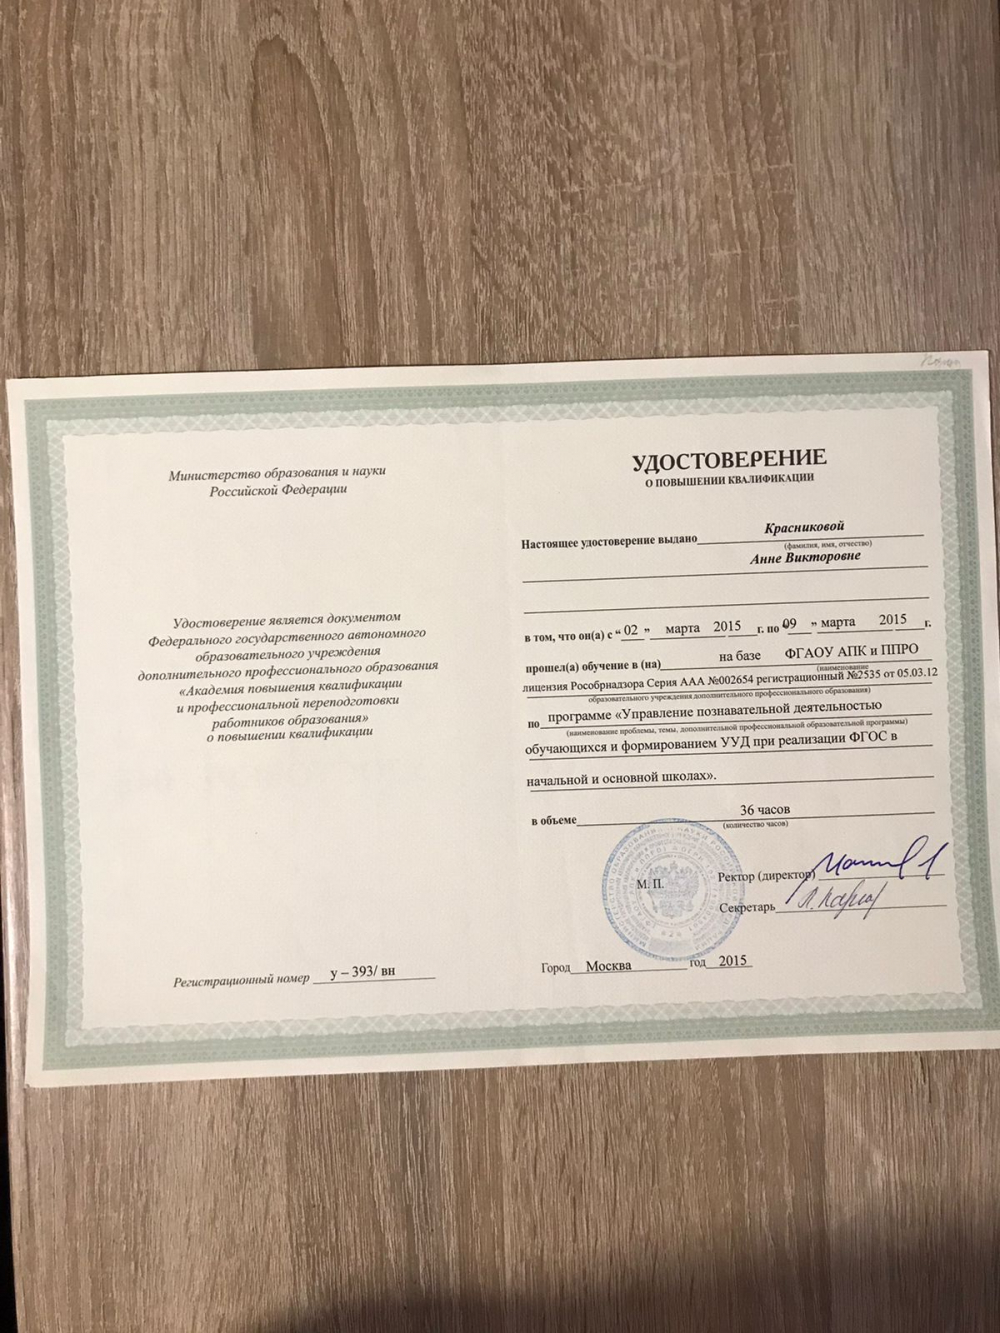 Министерство образования и науки
Российской Федерации
Удостоверение является документом
Федерального государственного автономного
образовательного учреждения
дополнительного профессионального образования
«Академия повышения квалификации
и профессиональной переподготовки
работников образования»
о повышении квалификации
Регистрационный номер у – 393/ вн
УДОСТОВЕРЕНИЕ
О ПОВЫШЕНИИ КВАЛИФИКАЦИИ
Красниковой
Настоящее удостоверение выдано
(фамилия, имя, отчество)
Анне Викторовне
в том, что он(а) с “ 02 ” марта 2015 г. по 09 ” марта 2015 г.
прошел(а) обучение в (на) на базе ФГАОУ АПК и ППРО
(наименование
лицензия Рособрнадзора Серия ААА №002654 регистрационный №2535 от 05.03.12
образовательного учреждения дополнительного профессионального образования)
по программе «Управление познавательной деятельностью
(наименование проблемы, темы, дополнительной профессиональной образовательной программы)
обучающихся и формированием УУД при реализации ФГОС в
начальной и основной школах».
в объеме 36 часов
(количество часов)
М. П.
Ректор (директор)
Секретарь
Город Москва год 2015